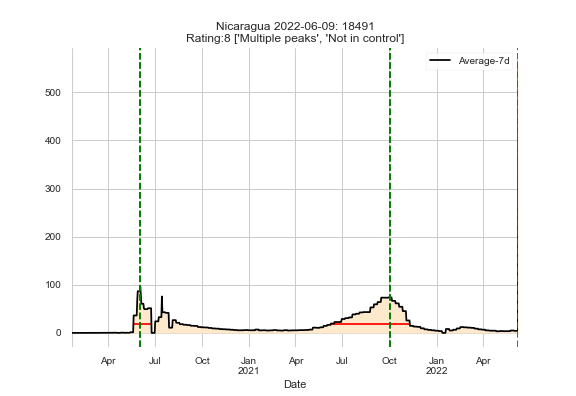 Nicaragua 2022-06-09: 18491
Rating:8 ['Multiple peaks', 'Not in control']
Average-7d
500
400
300
200
100
0
Apr Jul Oct Jan Apr Jul Oct Jan Apr
2021 2022
Date